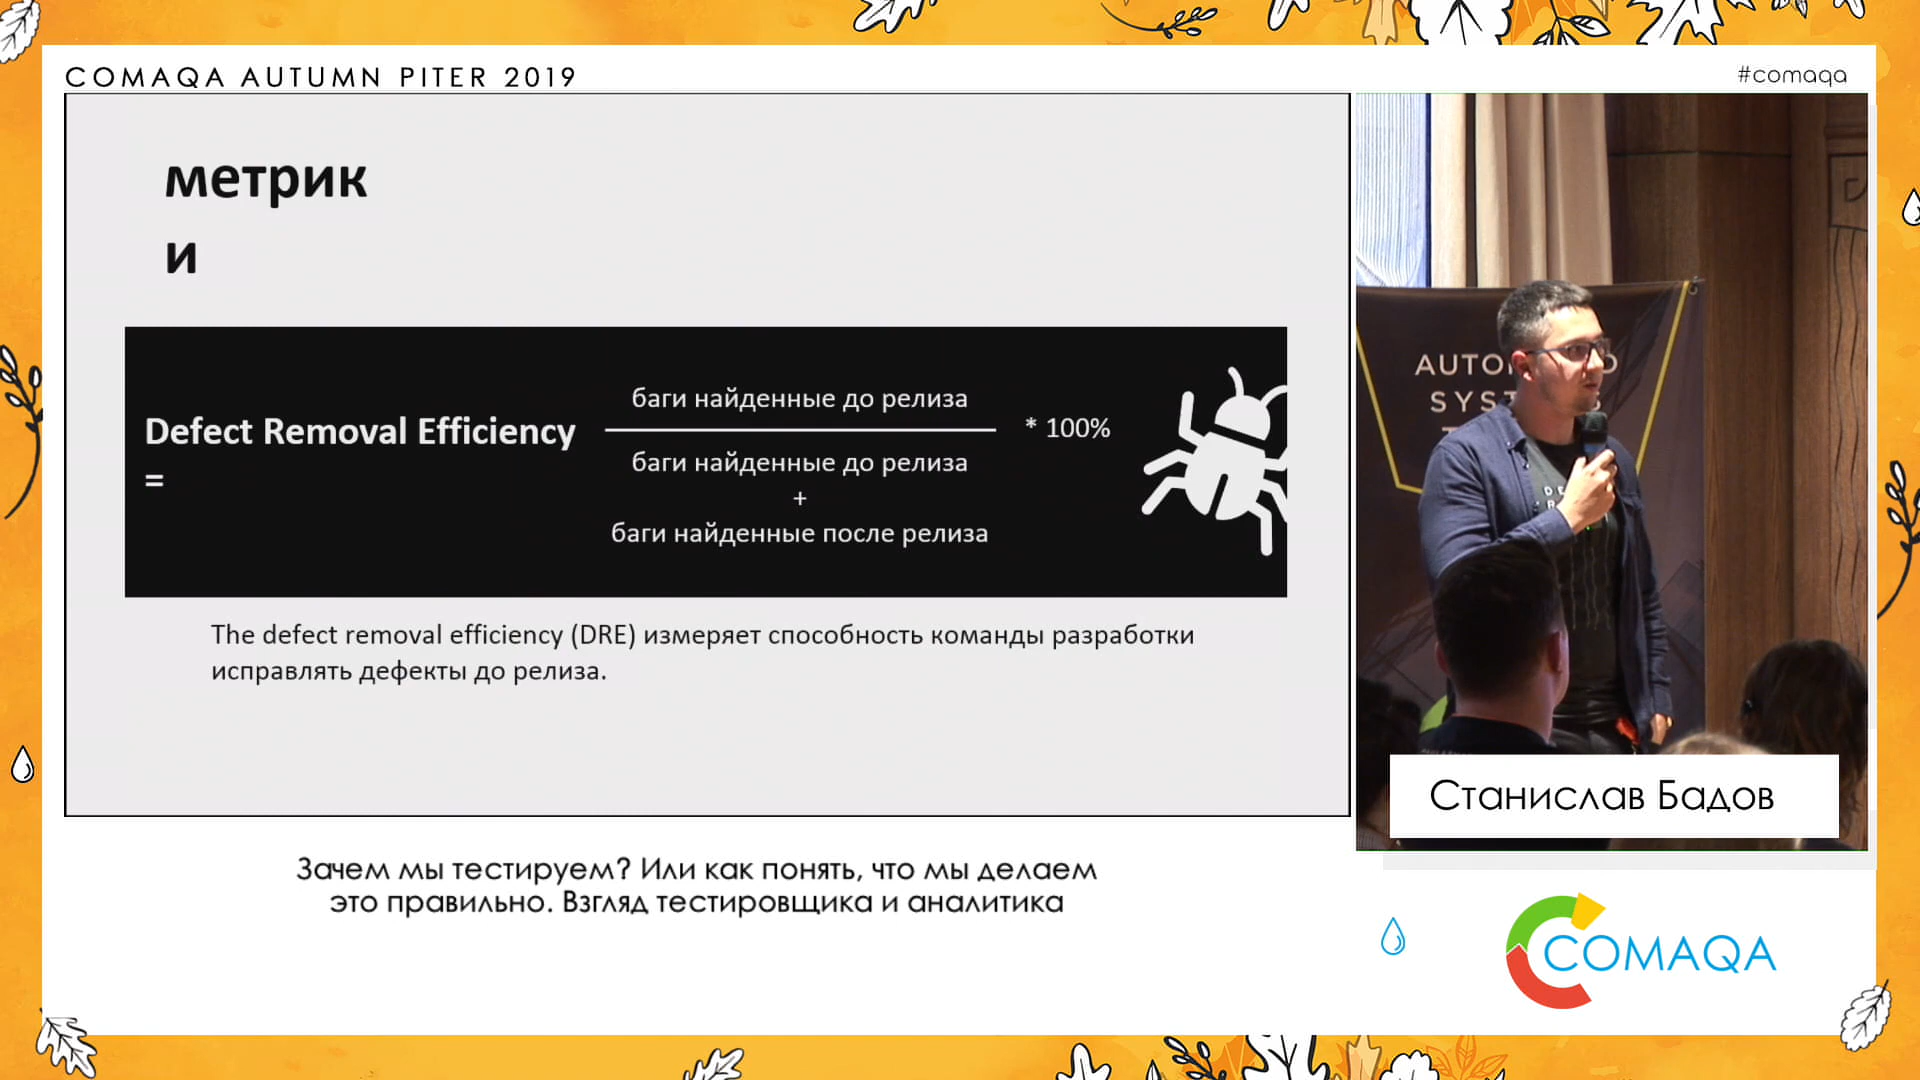 COMAQA AUTUMN PITER 2019
#comaqa
метрик
и
Defect Removal Efficiency
=
баги найденные до релиза
баги найденные до релиза
+
баги найденные после релиза
* 100%
The defect removal efficiency (DRE) измеряет способность команды разработки
исправлять дефекты до релиза.
Станислав Бадов
Зачем мы тестируем? Или как понять, что мы делаем
это правильно. Взгляд тестировщика и аналитика
COMAQA